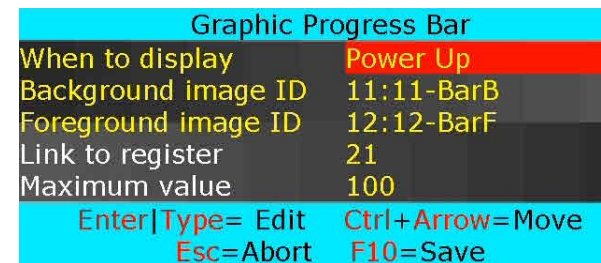 Graphic Progress Bar
When to display Power Up
Background image ID 11:11-BarB
Foreground image ID 12:12-BarF
Link to register 21
Maximum value 100
Enter|Type= Edit Ctrl+Arrow=Move
Esc=Abort F10=Save